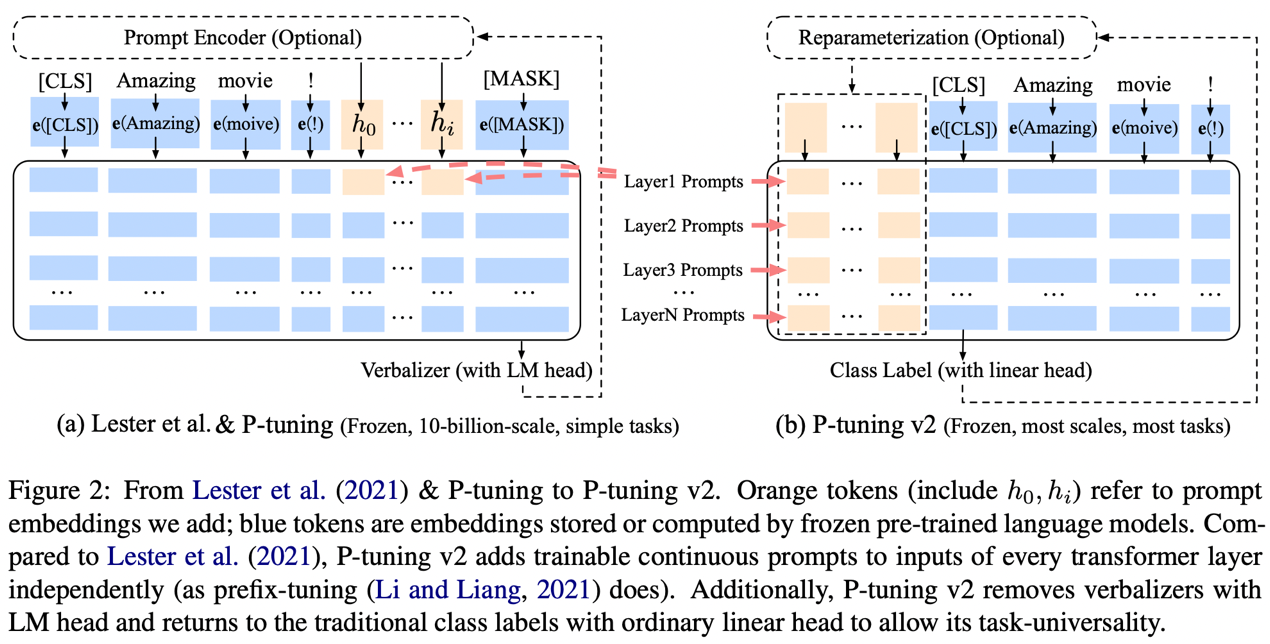 Prompt Encoder (Optional)
[CLS] Amazing movie ! [MASK]
e([CLS]) e(Amazing) e(moive) e(!) h0 ... hi e([MASK])
...
...
...
... ... ... ... ...
...
Verbalizer (with LM head)
(a) Lester et al. & P-tuning (Frozen, 10-billion-scale, simple tasks)
Layer1 Prompts
Layer2 Prompts
Layer3 Prompts
...
LayerN Prompts
Reparameterization (Optional)
[CLS] Amazing movie !
... e([CLS]) e(Amazing) e(moive) e(!)
...
...
...
... ... ... ... ... ...
...
Class Label (with linear head)
(b) P-tuning v2 (Frozen, most scales, most tasks)
Figure 2: From Lester et al. (2021) & P-tuning to P-tuning v2. Orange tokens (include h0, hi) refer to prompt
embeddings we add; blue tokens are embeddings stored or computed by frozen pre-trained language models. Com-
pared to Lester et al. (2021), P-tuning v2 adds trainable continuous prompts to inputs of every transformer layer
independently (as prefix-tuning (Li and Liang, 2021) does). Additionally, P-tuning v2 removes verbalizers with
LM head and returns to the traditional class labels with ordinary linear head to allow its task-universality.